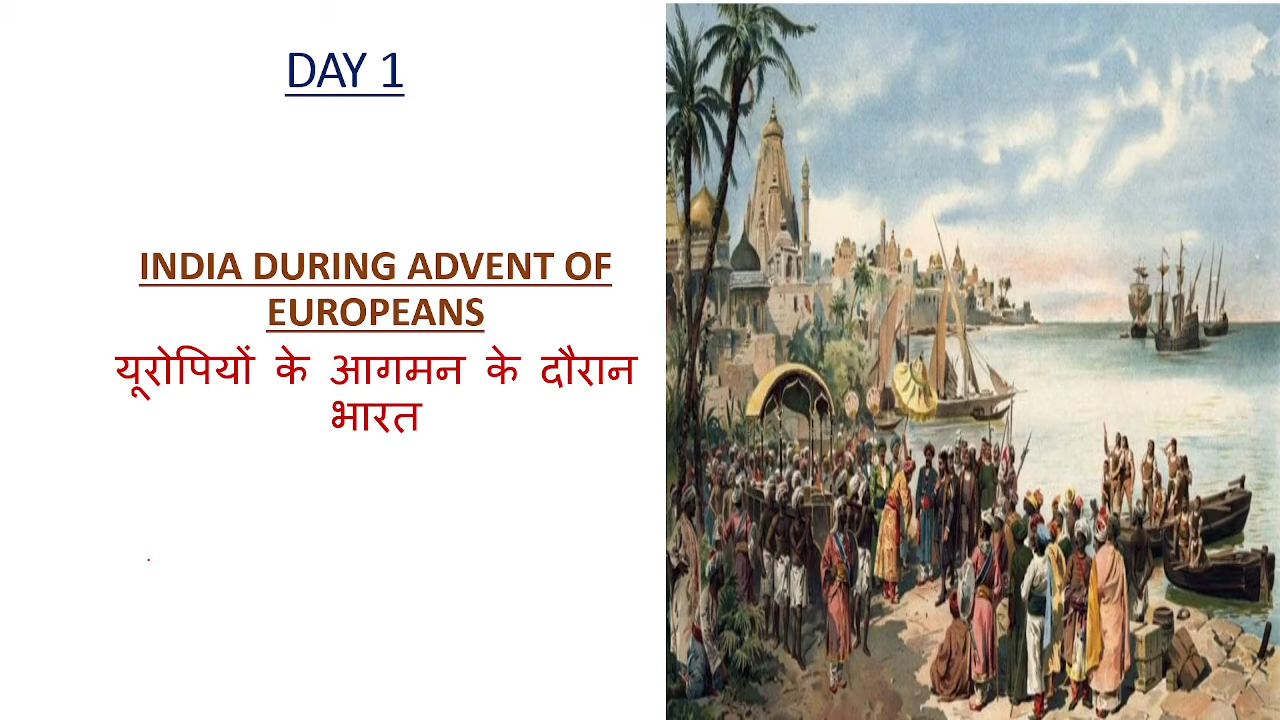 DAY 1
INDIA DURING ADVENT OF
EUROPEANS
यूरोपियों के आगमन के दौरान
भारत
.